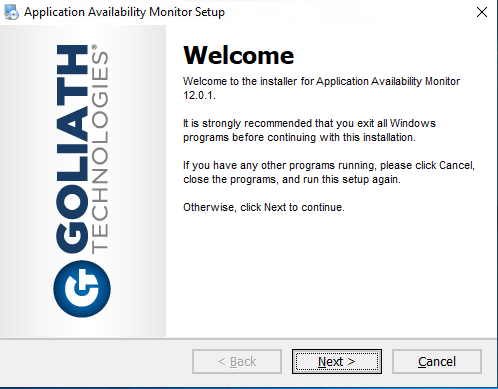 Application Availability Monitor Setup
GOLIATH
TECHNOLOGIES®
Welcome
Welcome to the installer for Application Availability Monitor
12.0.1.
It is strongly recommended that you exit all Windows
programs before continuing with this installation.
If you have any other programs running, please click Cancel,
close the programs, and run this setup again.
Otherwise, click Next to continue.
< Back
Next >
Cancel